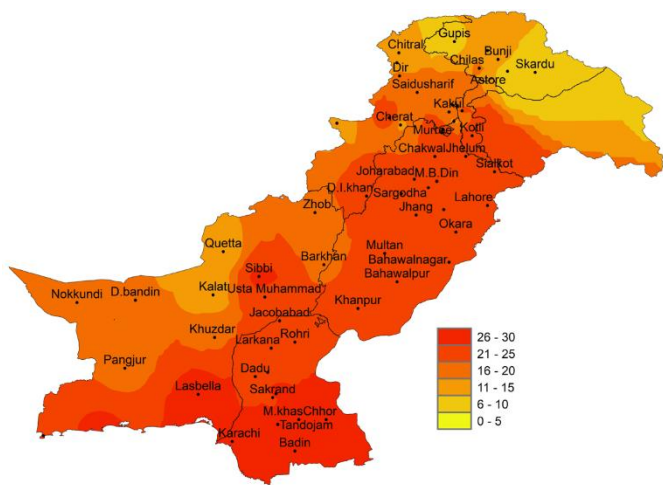 Gupis
Chitral
Bunji
Chilas
Skardu
Dir
Astore
Saidusharif
Kakul
Cherat
Murree
Kotli
Chakwal
Jhelum
Sialkot
Joharabad
M.B.Din
D.I.khan
Sargodha
Zhob
Jhang
Lahore
Okara
Quetta
Multan
Barkhan
Bahawalnagar
Sibbi
Bahawalpur
Kalat
Usta Muhammad
Nokkundi
D.bandin
Khanpur
Jacobabad
Khuzdar
Rohri
Larkana
Pangjur
Dadu
Lasbella
Sakrand
M.khas
Chhor
Tandojam
Karachi
Badin
26 - 30
21 - 25
16 - 20
11 - 15
6 - 10
0 - 5